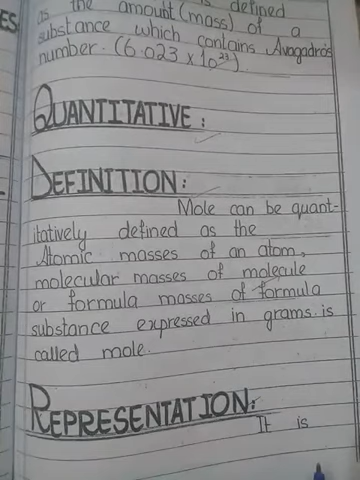 is defined
as the amount (mass) of a
substance which contains Avagadro's
number. (6.023 x 10²³)
QUANTITATIVE :
DEFINITION :
Mole can be quant-
itatively defined as the
Atomic masses of an atom,
molecular masses of molecule
or formula masses of formula
substance expressed in grams is
called mole.
REPRESENTATION :
It is